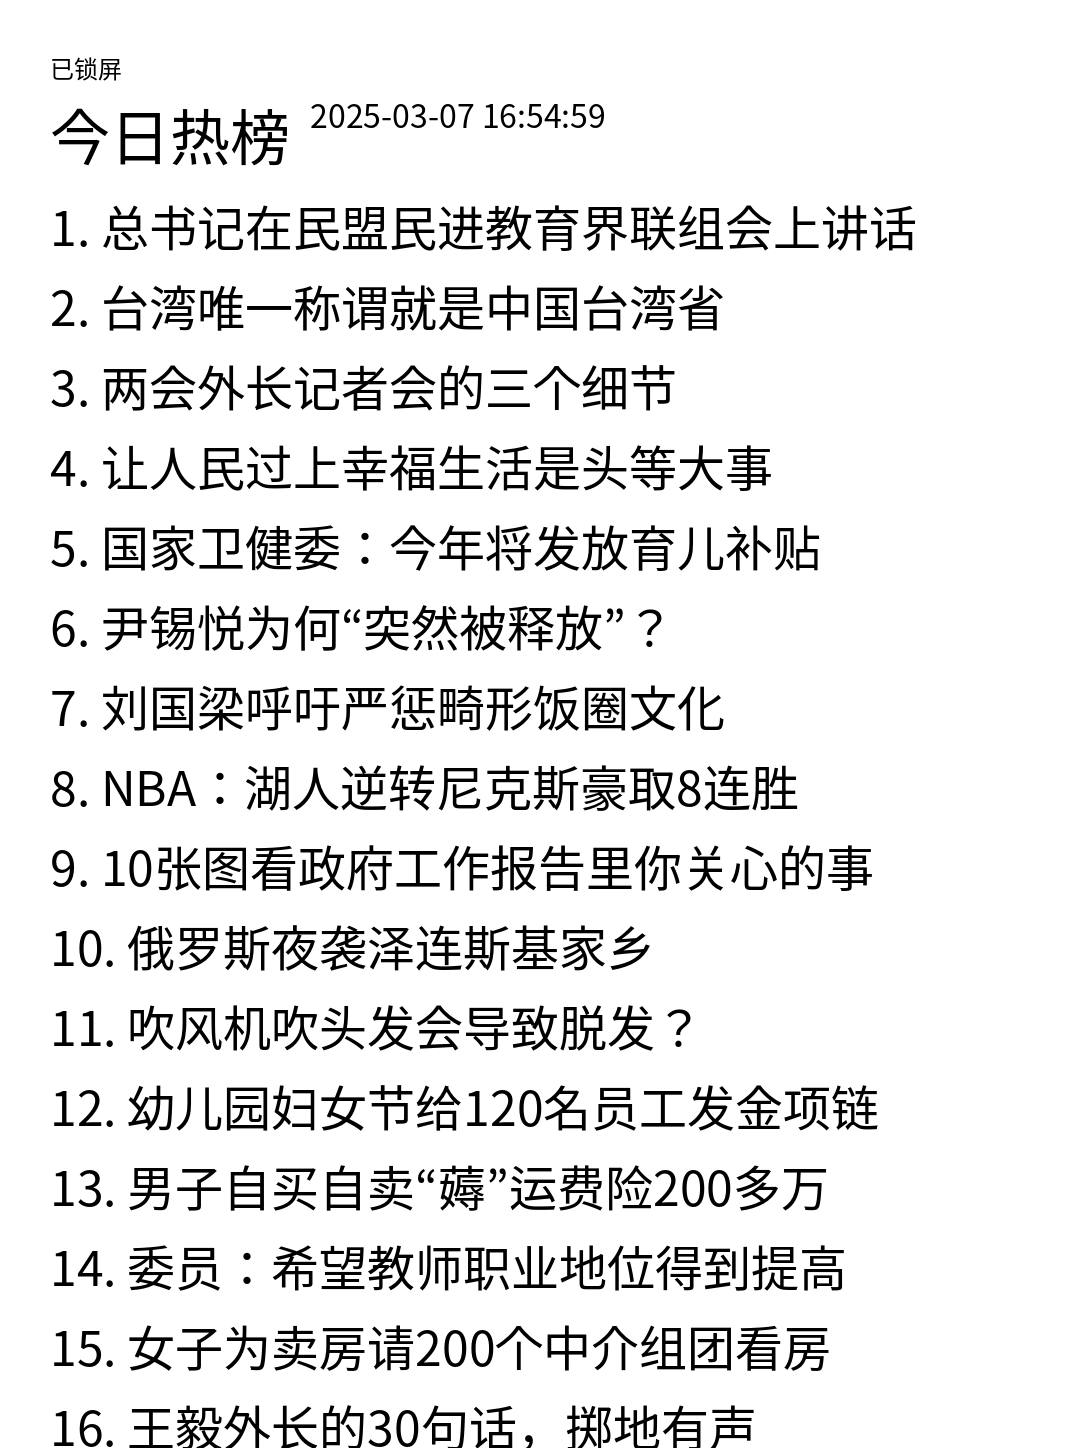 已锁屏
今日热榜 2025-03-07 16:54:59
1. 总书记在民盟民进教育界联组会上讲话
2. 台湾唯一称谓就是中国台湾省
3. 两会外长记者会的三个细节
4. 让人民过上幸福生活是头等大事
5. 国家卫健委：今年将发放育儿补贴
6. 尹锡悦为何“突然被释放”？
7. 刘国梁呼吁严惩畸形饭圈文化
8. NBA：湖人逆转尼克斯豪取8连胜
9. 10张图看政府工作报告里你关心的事
10. 俄罗斯夜袭泽连斯基家乡
11. 吹风机吹头发会导致脱发？
12. 幼儿园妇女节给120名员工发金项链
13. 男子自买自卖“薅”运费险200多万
14. 委员：希望教师职业地位得到提高
15. 女子为卖房请200个中介组团看房
16. 王毅外长的30句话，掷地有声